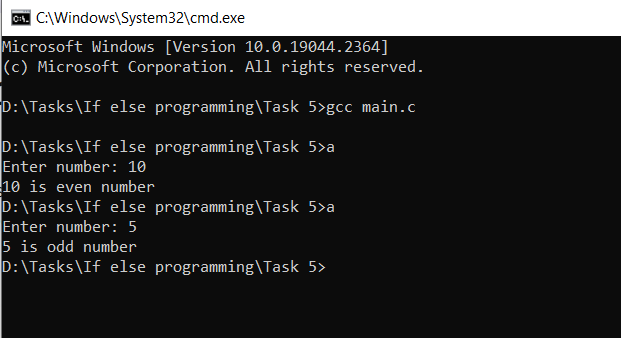 C:\Windows\System32\cmd.exe
Microsoft Windows [Version 10.0.19044.2364]
(c) Microsoft Corporation. All rights reserved.
D:\Tasks\If else programming\Task 5>gcc main.c
D:\Tasks\If else programming\Task 5>a
Enter number: 10
10 is even number
D:\Tasks\If else programming\Task 5>a
Enter number: 5
5 is odd number
D:\Tasks\If else programming\Task 5>